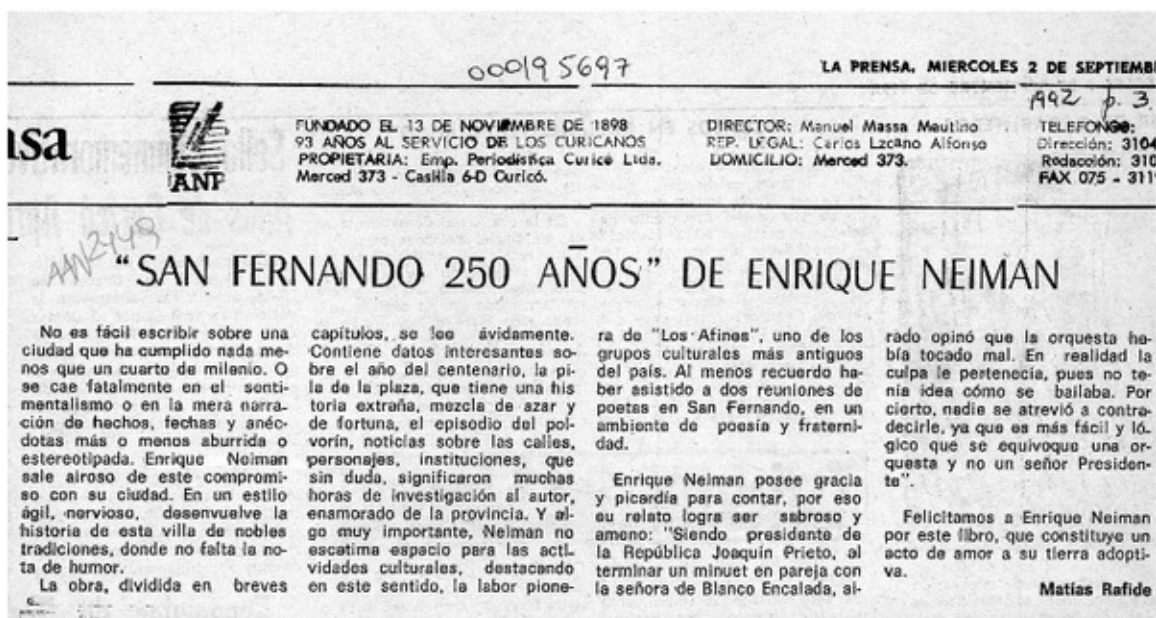 00019 5697
LA PRENSA, MIERCOLES 2 DE SEPTIEMB
1992 p. 3.
nsa
ANP
FUNDADO EL 13 DE NOVIEMBRE DE 1898
93 AÑOS AL SERVICIO DE LOS CURICANOS
PROPIETARIA: Emp. Periodística Curicó Ltda.
Merced 373 - Casilla 6-D Curicó.
DIRECTOR: Manuel Massa Mautino
REP. LEGAL: Carlos Lzcano Alfonso
DOMICILIO: Merced 373.
TELEFONOS:
Dirección: 3104
Redacción: 310
FAX 075 - 311
AAN2449
"SAN FERNANDO 250 AÑOS" DE ENRIQUE NEIMAN
No es fácil escribir sobre una
ciudad que ha cumplido nada me-
nos que un cuarto de milenio. O
se cae fatalmente en el senti-
mentalismo o en la mera narra-
ción de hechos, fechas y anéc-
dotas más o menos aburrida o
estereotipada. Enrique Neiman
sale airoso de este compromi-
so con su ciudad. En un estilo
ágil, nervioso, desenvuelve la
historia de esta villa de nobles
tradiciones, donde no falta la no-
ta de humor.
La obra, dividida en breves
capítulos, se lee ávidamente.
Contiene datos interesantes so-
bre el año del centenario, la pi-
la de la plaza, que tiene una his
toria extraña, mezcla de azar y
de fortuna, el episodio del pol-
vorín, noticias sobre las calles,
personajes, instituciones, que
sin duda, significaron muchas
horas de investigación al autor,
enamorado de la provincia. Y al-
go muy importante, Neiman no
escatima espacio para las acti-
vidades culturales, destacando
en este sentido, la labor pione-
ra de "Los Afines", uno de los
grupos culturales más antiguos
del país. Al menos recuerdo ha-
ber asistido a dos reuniones de
poetas en San Fernando, en un
ambiente de poesía y fraterni-
dad.
Enrique Neiman posee gracia
y picardía para contar, por eso
su relato logra ser sabroso y
ameno: "Siendo presidente de
la República Joaquín Prieto, al
terminar un minuet en pareja con
la señora de Blanco Encalada, ai-
rado opinó que la orquesta ha-
bía tocado mal. En realidad la
culpa le pertenecía, pues no te-
nía idea cómo se bailaba. Por
cierto, nadie se atrevió a contra-
decirle, ya que es más fácil y ló-
gico que se equivoque una or-
questa y no un señor Presiden-
te".
Felicitamos a Enrique Neiman
por este libro, que constituye un
acto de amor a su tierra adopti-
va.
Matías Rafide